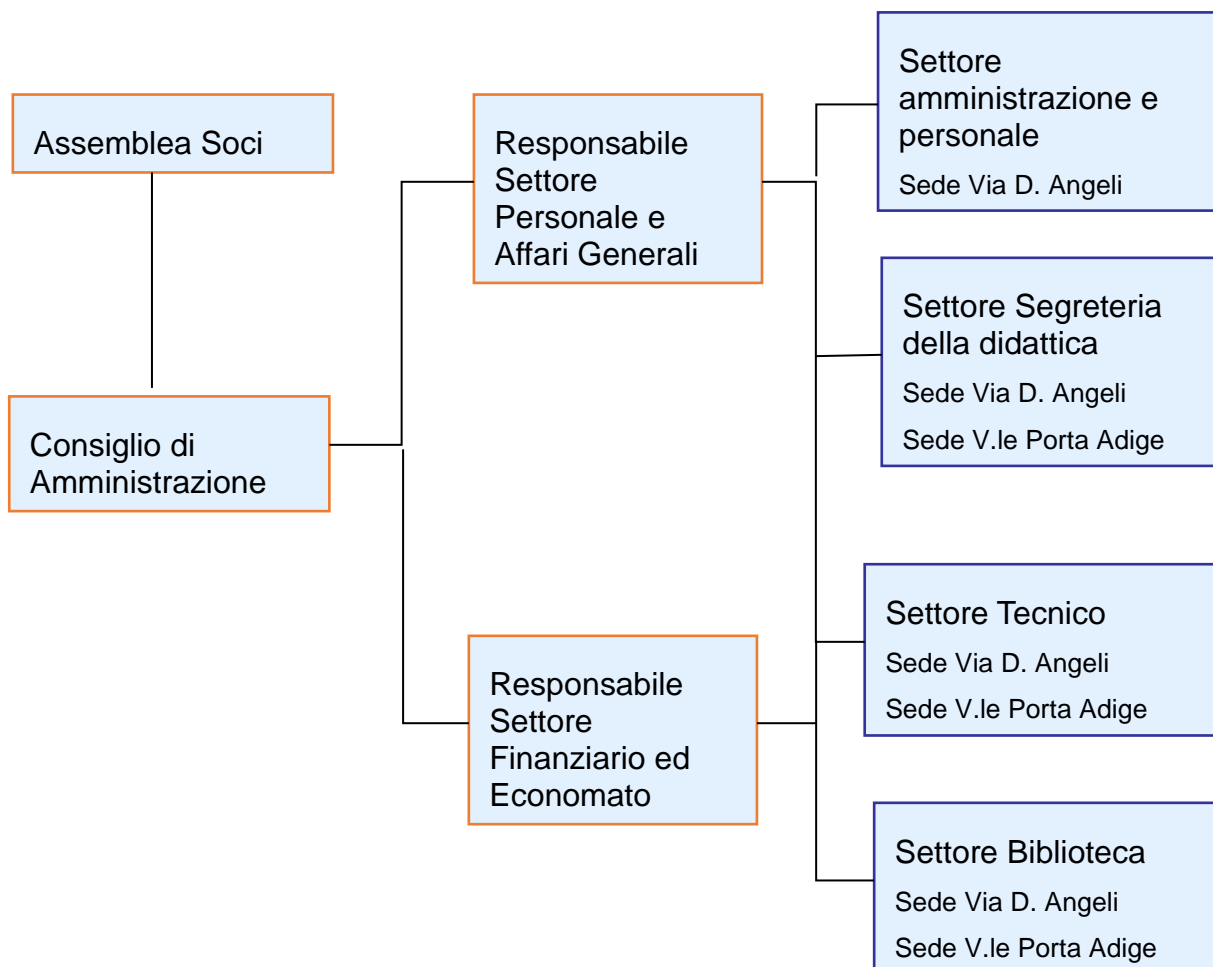 Assemblea Soci
Consiglio di
Amministrazione
Responsabile
Settore
Personale e
Affari Generali
Responsabile
Settore
Finanziario ed
Economato
Settore
amministrazione e
personale
Sede Via D. Angeli
Settore Segreteria
della didattica
Sede Via D. Angeli
Sede V.le Porta Adige
Settore Tecnico
Sede Via D. Angeli
Sede V.le Porta Adige
Settore Biblioteca
Sede Via D. Angeli
Sede V.le Porta Adige